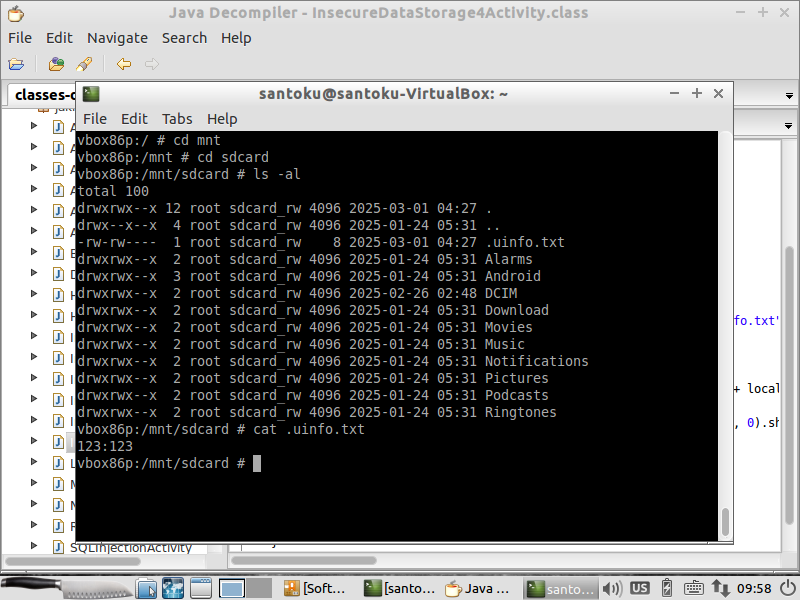 Java Decompiler - InsecureDataStorage4Activity.class
File Edit Navigate Search Help
classes-
santoku@santoku-VirtualBox: ~
File Edit Tabs Help
vbox86p:/ # cd mnt
vbox86p:/mnt # cd sdcard
vbox86p:/mnt/sdcard # ls -al
total 100
drwxrwx--x 12 root sdcard_rw 4096 2025-03-01 04:27 .
drwx--x--x  4 root sdcard_rw 4096 2025-01-24 05:31 ..
-rw-rw----  1 root sdcard_rw    8 2025-03-01 04:27 .uinfo.txt
drwxrwx--x  2 root sdcard_rw 4096 2025-01-24 05:31 Alarms
drwxrwx--x  3 root sdcard_rw 4096 2025-01-24 05:31 Android
drwxrwx--x  2 root sdcard_rw 4096 2025-02-26 02:48 DCIM
drwxrwx--x  2 root sdcard_rw 4096 2025-01-24 05:31 Download
drwxrwx--x  2 root sdcard_rw 4096 2025-01-24 05:31 Movies
drwxrwx--x  2 root sdcard_rw 4096 2025-01-24 05:31 Music
drwxrwx--x  2 root sdcard_rw 4096 2025-01-24 05:31 Notifications
drwxrwx--x  2 root sdcard_rw 4096 2025-01-24 05:31 Pictures
drwxrwx--x  2 root sdcard_rw 4096 2025-01-24 05:31 Podcasts
drwxrwx--x  2 root sdcard_rw 4096 2025-01-24 05:31 Ringtones
vbox86p:/mnt/sdcard # cat .uinfo.txt
123:123
vbox86p:/mnt/sdcard #
fo.txt"
+ local
, 0).sh
SQLInjectionActivity
[Soft... [santo... Java ... santo... US 09:58